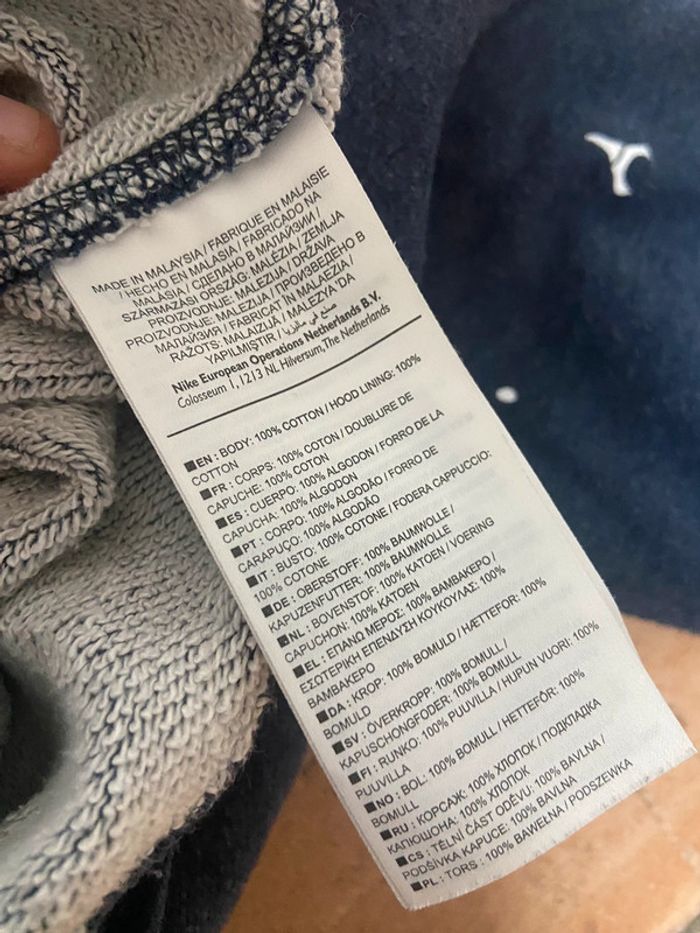 MADE IN MALAYSIA / FABRIQUE EN MALAISIE
/ HECHO EN MALASIA / FABRICADO NA
MALÁSIA / СДЕЛАНО В МАЛАЙЗИИ /
SZÁRMAZÁSI ORSZÁG: MALÉZIA / ZEMLJA
PROIZVODNJE: MALEZIJA / DRŽAVA
PROIZVODNJE: MALEZIJA / ПРОИЗВЕДЕНО В
МАЛАЙЗИЯ / FABRICAT ÎN MALAEZIA /
RAŽOTS: MALAIZIJĀ / MALEZYA 'DA
YAPILMIŞTIR / صنع في ماليزيا
Nike European Operations Netherlands B.V.
Colosseum 1, 1213 NL Hilversum, The Netherlands
■EN : BODY: 100% COTTON / HOOD LINING: 100%
COTTON
■FR : CORPS: 100% COTON / DOUBLURE DE
CAPUCHE: 100% COTON
■ES : CUERPO: 100% ALGODON / FORRO DE LA
CAPUCHA: 100% ALGODON
■PT : CORPO: 100% ALGODÃO / FORRO DE
CARAPUÇO: 100% ALGODÃO
■IT : BUSTO: 100% COTONE / FODERA CAPPUCCIO:
100% COTONE
■DE : OBERSTOFF: 100% BAUMWOLLE /
KAPUZENFUTTER: 100% BAUMWOLLE
■NL : BOVENSTOF: 100% KATOEN / VOERING
CAPUCHON: 100% KATOEN
■EL : ΕΠΑΝΩ ΜΕΡΟΣ: 100% ΒΑΜΒΑΚΕΡΟ /
ΕΣΩΤΕΡΙΚΗ ΕΠΕΝΔΥΣΗ ΚΟΥΚΟΥΛΑΣ: 100%
ΒΑΜΒΑΚΕΡΟ
■DA : KROP: 100% BOMULD / HÆTTEFOR: 100%
BOMULD
■SV : ÖVERKROPP: 100% BOMULL /
KAPUSCHONGFODER: 100% BOMULL
■FI : RUNKO: 100% PUUVILLA / HUPUN VUORI: 100%
PUUVILLA
■NO : BOL: 100% BOMULL / HETTEFÔR: 100%
BOMULL
■RU : КОРСАЖ: 100% ХЛОПОК / ПОДКЛАДКА
КАПЮШОНА: 100% ХЛОПОК
■CS : TĚLNÍ ČÁST ODĚVU: 100% BAVLNA /
PODŠÍVKA KAPUCE: 100% BAVLNA
■PL : TORS : 100% BAWEŁNA / PODSZEWKA